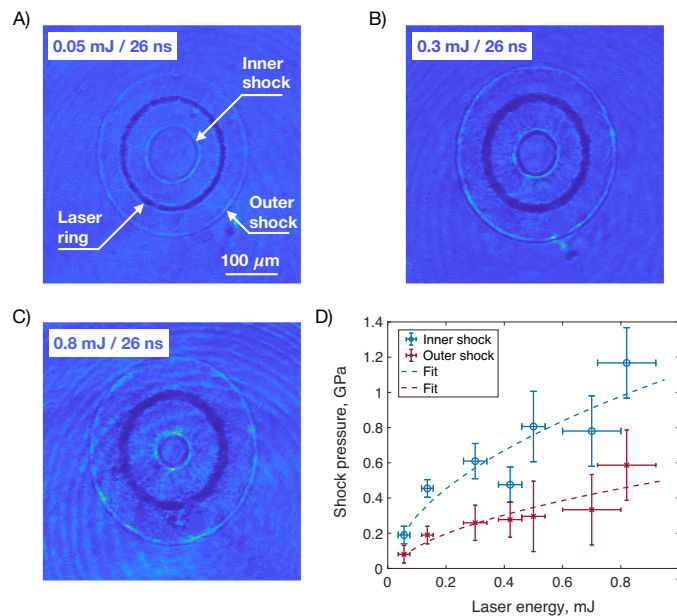 A)
0.05 mJ / 26 ns
Inner
shock
Laser
ring
Outer
shock
100 μm
B)
0.3 mJ / 26 ns
C)
0.8 mJ / 26 ns
D)
1.4
1.2
1
0.8
0.6
0.4
0.2
0
Shock pressure, GPa
Inner shock
Outer shock
Fit
Fit
0
0.2
0.4
0.6
0.8
Laser energy, mJ